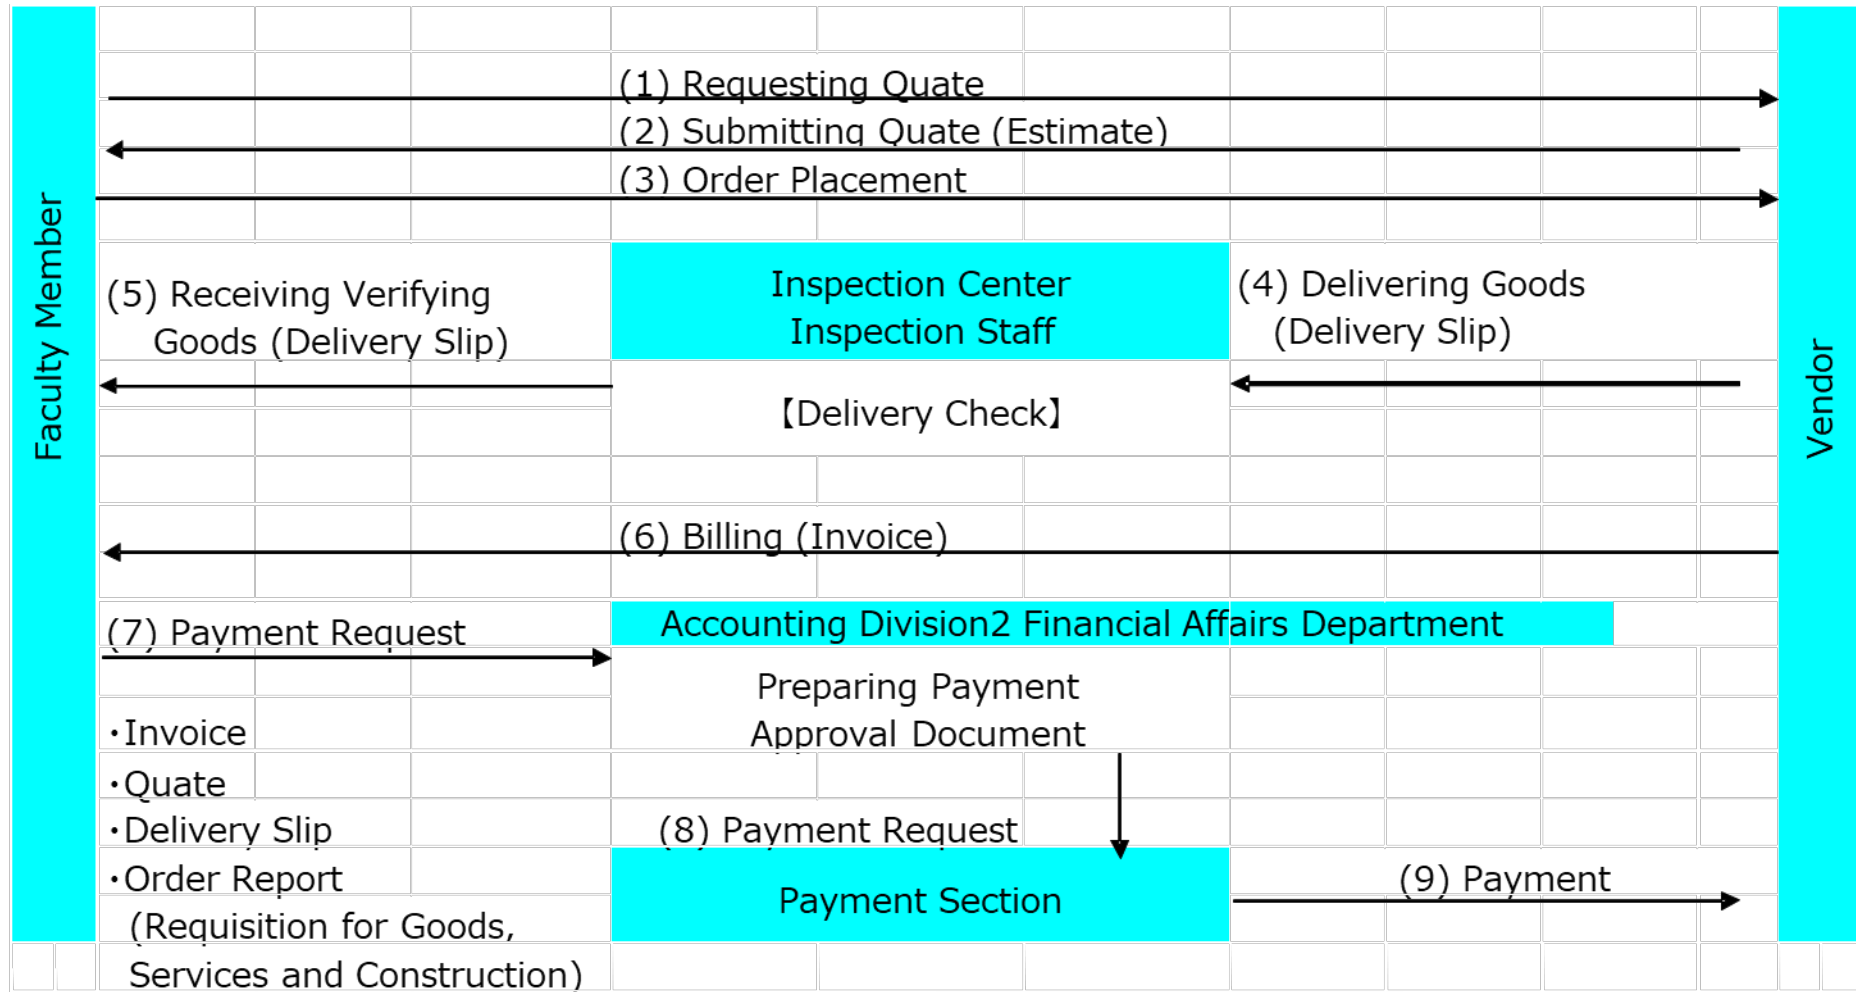 Faculty Member
(1) Requesting Quate
(2) Submitting Quate (Estimate)
(3) Order Placement
(5) Receiving Verifying
Goods (Delivery Slip)
Inspection Center
Inspection Staff
【Delivery Check】
(4) Delivering Goods
(Delivery Slip)
Vendor
(6) Billing (Invoice)
(7) Payment Request
Accounting Division2 Financial Affairs Department
Preparing Payment
Approval Document
・Invoice
・Quate
・Delivery Slip
・Order Report
(Requisition for Goods,
Services and Construction)
(8) Payment Request
Payment Section
(9) Payment